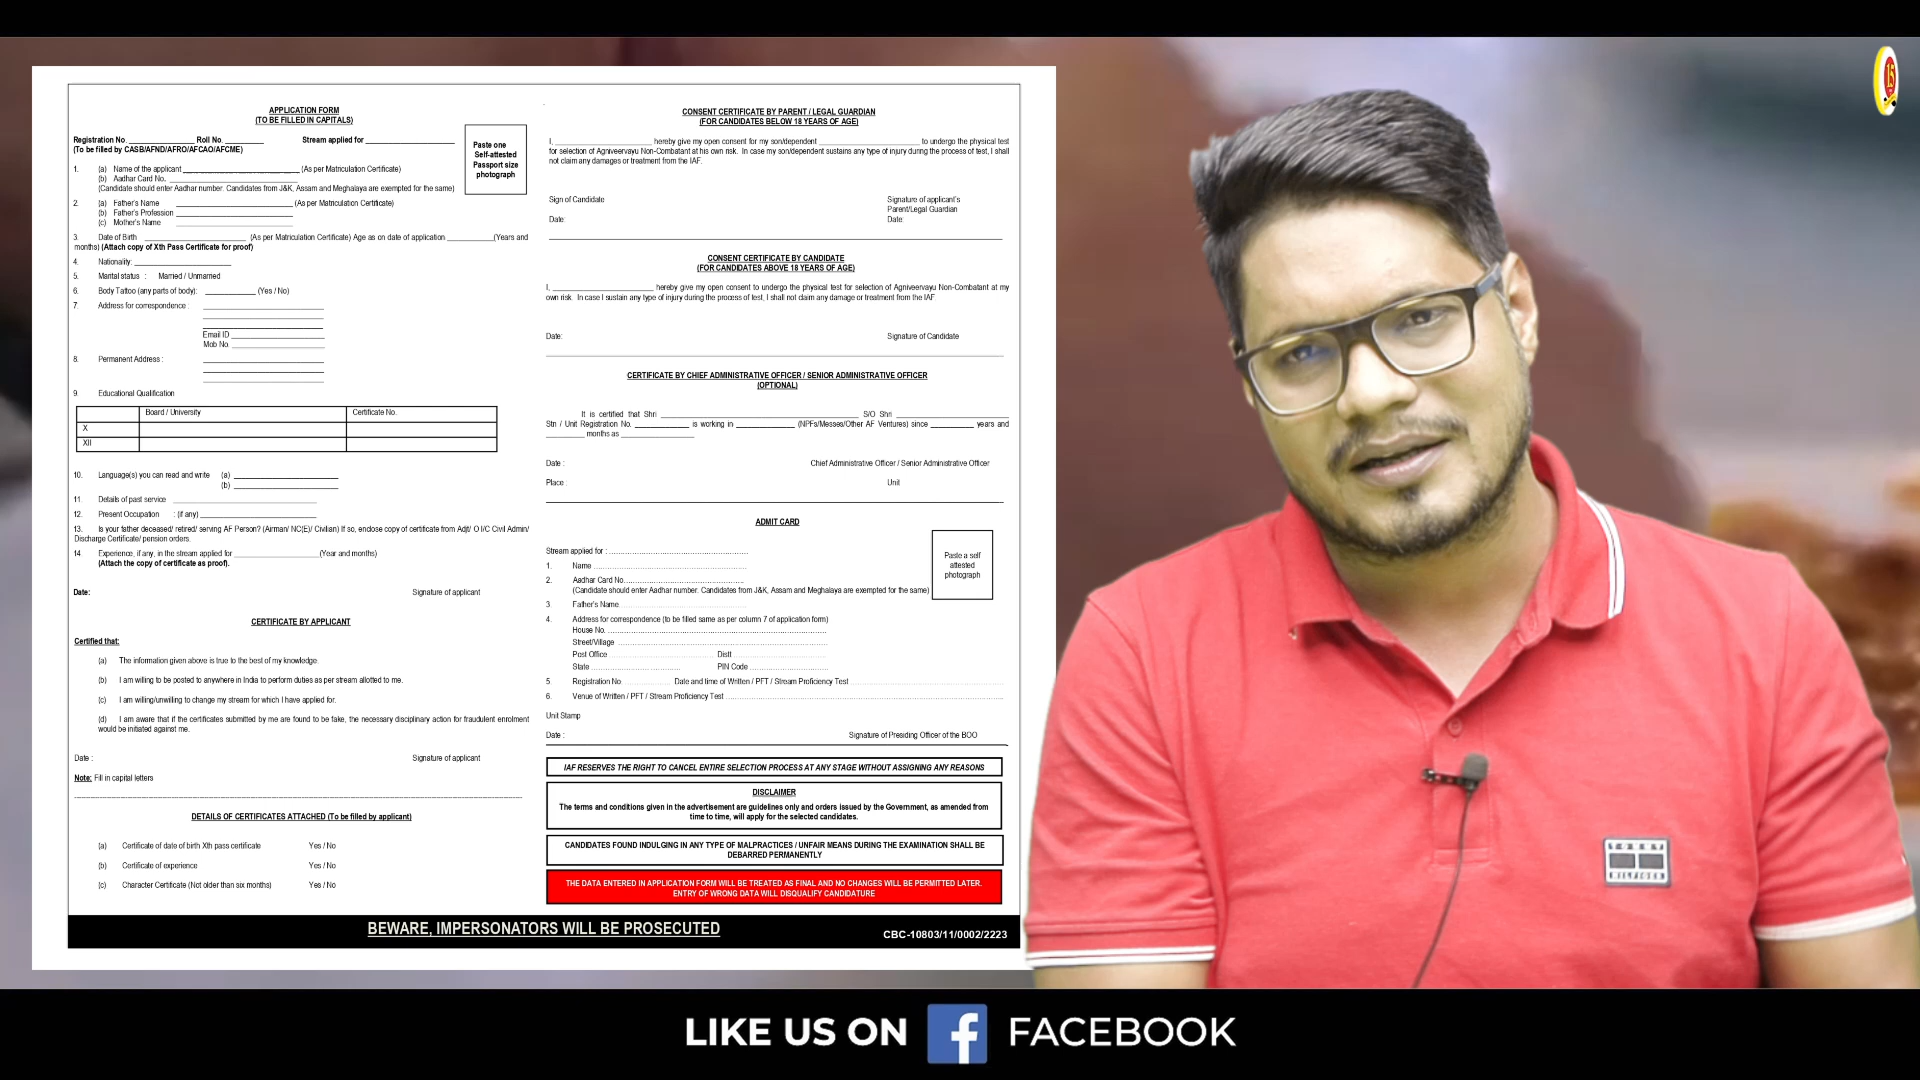 APPLICATION FORM
(TO BE FILLED IN CAPITALS)
Registration No.______ Roll No.______ Stream applied for ______
(To be filled by CASB/AFND/AFRO/AFCAO/AFCME)
Paste one
Self-attested
Passport size
photograph
1. (a) Name of the applicant ______ (As per Matriculation Certificate)
(b) Aadhar Card No. ______
(Candidate should enter Aadhar number. Candidates from J&K, Assam and Meghalaya are exempted for the same)
2. (a) Father's Name ______ (As per Matriculation Certificate)
(b) Father's Profession ______
(c) Mother's Name ______
3. Date of Birth ______ (As per Matriculation Certificate) Age as on date of application ______(Years and
months) (Attach copy of Xth Pass Certificate for proof)
4. Nationality: ______
5. Marital status : Married / Unmarried
6. Body Tattoo (any parts of body): ______ (Yes / No)
7. Address for correspondence : ______
Email ID ______
Mob No. ______
8. Permanent Address : ______
9. Educational Qualification
Board / University Certificate No.
X
XII
10. Language(s) you can read and write (a) ______
(b) ______
11. Details of past service ______
12. Present Occupation : (if any) ______
13. Is your father deceased/ retired/ serving AF Person? (Airman/ NC(E)/ Civilian) If so, enclose copy of certificate from Adjt/ O I/C Civil Admin/
Discharge Certificate/ pension orders.
14 Experience, if any, in the stream applied for ______(Year and months)
(Attach the copy of certificate as proof).
Date: Signature of applicant
CERTIFICATE BY APPLICANT
Certified that:
(a) The information given above is true to the best of my knowledge.
(b) I am willing to be posted to anywhere in India to perform duties as per stream allotted to me.
(c) I am willing/unwilling to change my stream for which I have applied for.
(d) I am aware that if the certificates submitted by me are found to be fake, the necessary disciplinary action for fraudulent enrolment
would be initiated against me.
Date : Signature of applicant
Note: Fill in capital letters
DETAILS OF CERTIFICATES ATTACHED (To be filled by applicant)
(a) Certificate of date of birth Xth pass certificate Yes / No
(b) Certificate of experience Yes / No
(c) Character Certificate (Not older than six months) Yes / No
CONSENT CERTIFICATE BY PARENT / LEGAL GUARDIAN
(FOR CANDIDATES BELOW 18 YEARS OF AGE)
I, ______ hereby give my open consent for my son/dependent ______ to undergo the physical test
for selection of Agniveervayu Non-Combatant at his own risk. In case my son/dependent sustains any type of injury during the process of test, I shall
not claim any damages or treatment from the IAF.
Sign of Candidate Signature of applicant's
Parent/Legal Guardian
Date: Date:
CONSENT CERTIFICATE BY CANDIDATE
(FOR CANDIDATES ABOVE 18 YEARS OF AGE)
I, ______ hereby give my open consent to undergo the physical test for selection of Agniveervayu Non-Combatant at my
own risk. In case I sustain any type of injury during the process of test, I shall not claim any damage or treatment from the IAF.
Date: Signature of Candidate
CERTIFICATE BY CHIEF ADMINISTRATIVE OFFICER / SENIOR ADMINISTRATIVE OFFICER
(OPTIONAL)
It is certified that Shri ______ S/O Shri ______
Stn / Unit Registration No. ______ is working in ______ (NPFs/Messes/Other AF Ventures) since ______ years and
______ months as ______
Date : Chief Administrative Officer / Senior Administrative Officer
Place : Unit
ADMIT CARD
Paste a self
attested
photograph
Stream applied for : ......
1. Name ......
2. Aadhar Card No......
(Candidate should enter Aadhar number. Candidates from J&K, Assam and Meghalaya are exempted for the same)
3. Father's Name......
4. Address for correspondence (to be filled same as per column 7 of application form)
House No. ......
Street/Village ......
Post Office ...... Distt ......
State ...... PIN Code ......
5. Registration No ...... Date and time of Written / PFT / Stream Proficiency Test ......
6. Venue of Written / PFT / Stream Proficiency Test ......
Unit Stamp
Date : Signature of Presiding Officer of the BOO
IAF RESERVES THE RIGHT TO CANCEL ENTIRE SELECTION PROCESS AT ANY STAGE WITHOUT ASSIGNING ANY REASONS
DISCLAIMER
The terms and conditions given in the advertisement are guidelines only and orders issued by the Government, as amended from
time to time, will apply for the selected candidates.
CANDIDATES FOUND INDULGING IN ANY TYPE OF MALPRACTICES / UNFAIR MEANS DURING THE EXAMINATION SHALL BE
DEBARRED PERMANENTLY
THE DATA ENTERED IN APPLICATION FORM WILL BE TREATED AS FINAL AND NO CHANGES WILL BE PERMITTED LATER.
ENTRY OF WRONG DATA WILL DISQUALIFY CANDIDATURE
BEWARE, IMPERSONATORS WILL BE PROSECUTED
CBC-10803/11/0002/2223
15
TOMMY
HILFIGER
LIKE US ON f FACEBOOK